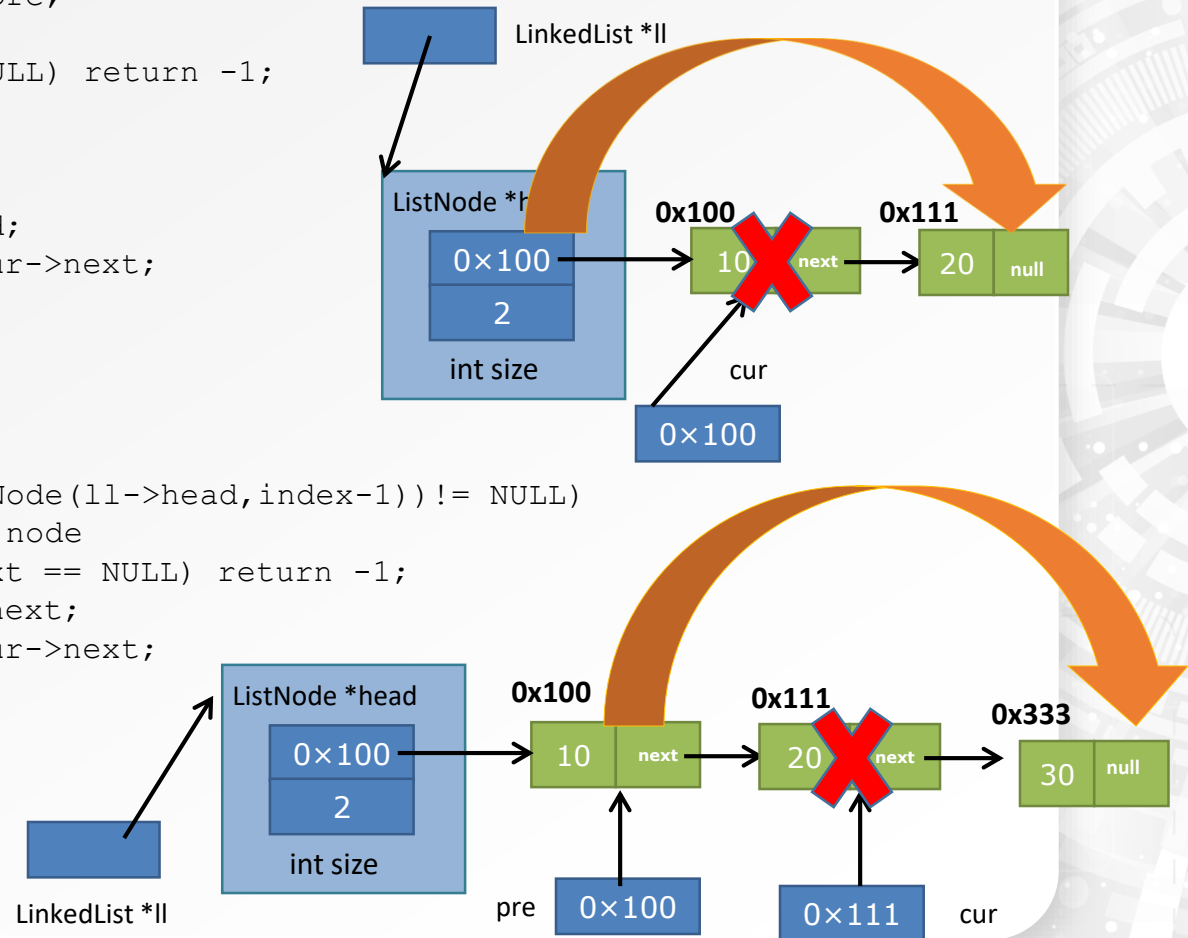 LinkedList *ll
ULL) return -1;
ListNode *h
0x100
0x111
;
ur->next;
0×100
10
next
20
null
2
int size
cur
0×100
Node(ll->head,index-1))!= NULL)
node
xt == NULL) return -1;
next;
ur->next;
ListNode *head
0x100
0x111
0x333
0×100
10
next
20
next
30
null
2
int size
LinkedList *ll
pre
0×100
0×111
cur